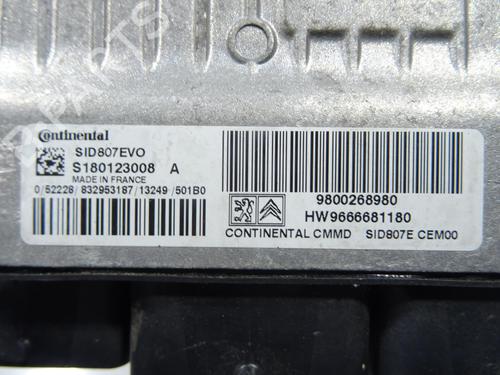 Continental
SID807EVO
S180123008 A
MADE IN FRANCE
0/52228/832953187/13249/501B0
9800268980
HW9666681180
CONTINENTAL CMMD SID807E CEM00